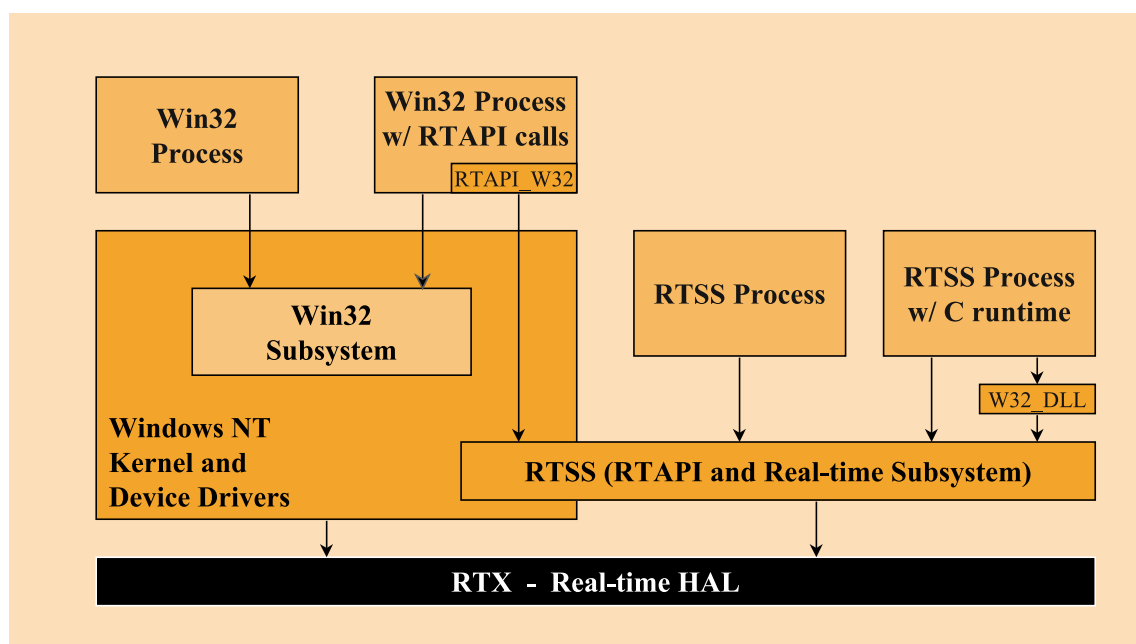 Win32
Process
Win32 Process
w/ RTAPI calls
RTAPI_W32
RTSS Process
RTSS Process
w/ C runtime
W32_DLL
Win32
Subsystem
Windows NT
Kernel and
Device Drivers
RTSS (RTAPI and Real-time Subsystem)
RTX - Real-time HAL